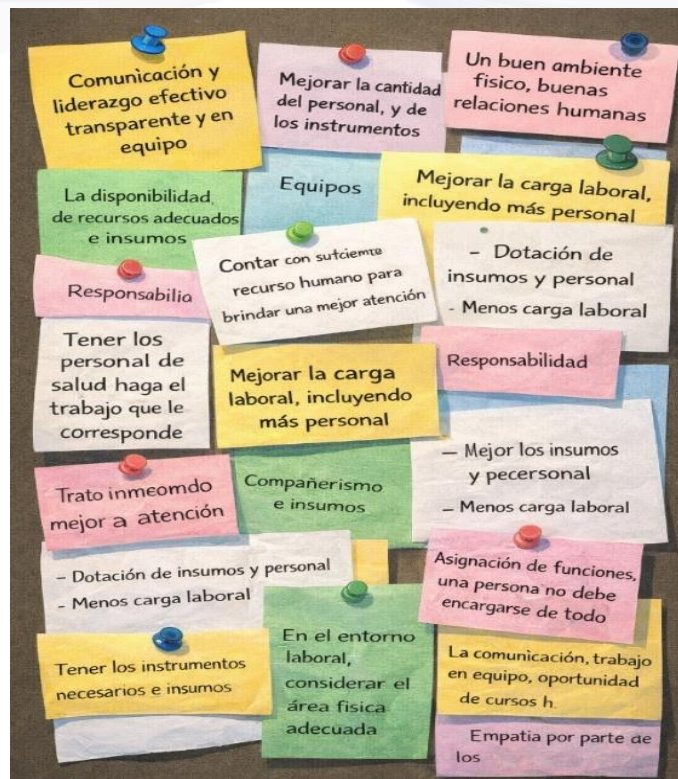 Comunicación y
liderazgo efectivo
transparente y en
equipo
Mejorar la cantidad
del personal, y de
los instrumentos
Un buen ambiente
fisico, buenas
relaciones humanas
La disponibilidad,
de recursos adecuados
e insumos
Equipos
Mejorar la carga laboral,
incluyendo más personal
Contar con sutciemte
recurso humano para
brindar una mejor atención
– Dotación de
insumos y personal
- Menos carga laboral
Responsabilia
Tener los
personal de
salud haga el
trabajo que le
corresponde
Mejorar la carga
laboral, incluyendo
más personal
Responsabilidad
– Mejor los insumos
y pecersonal
– Menos carga laboral
Trato inmeomdo
mejor a atención
Compañerismo
e insumos
– Dotación de insumos y personal
- Menos carga laboral
Asignación de funciones,
una persona no debe
encargarse de todo
Tener los instrumentos
necesarios e insumos
En el entorno
laboral,
considerar el
área fisica
adecuada
La comunicación, trabajo
en equipo, oportunidad
de cursos h.
Empatia por parte de
los